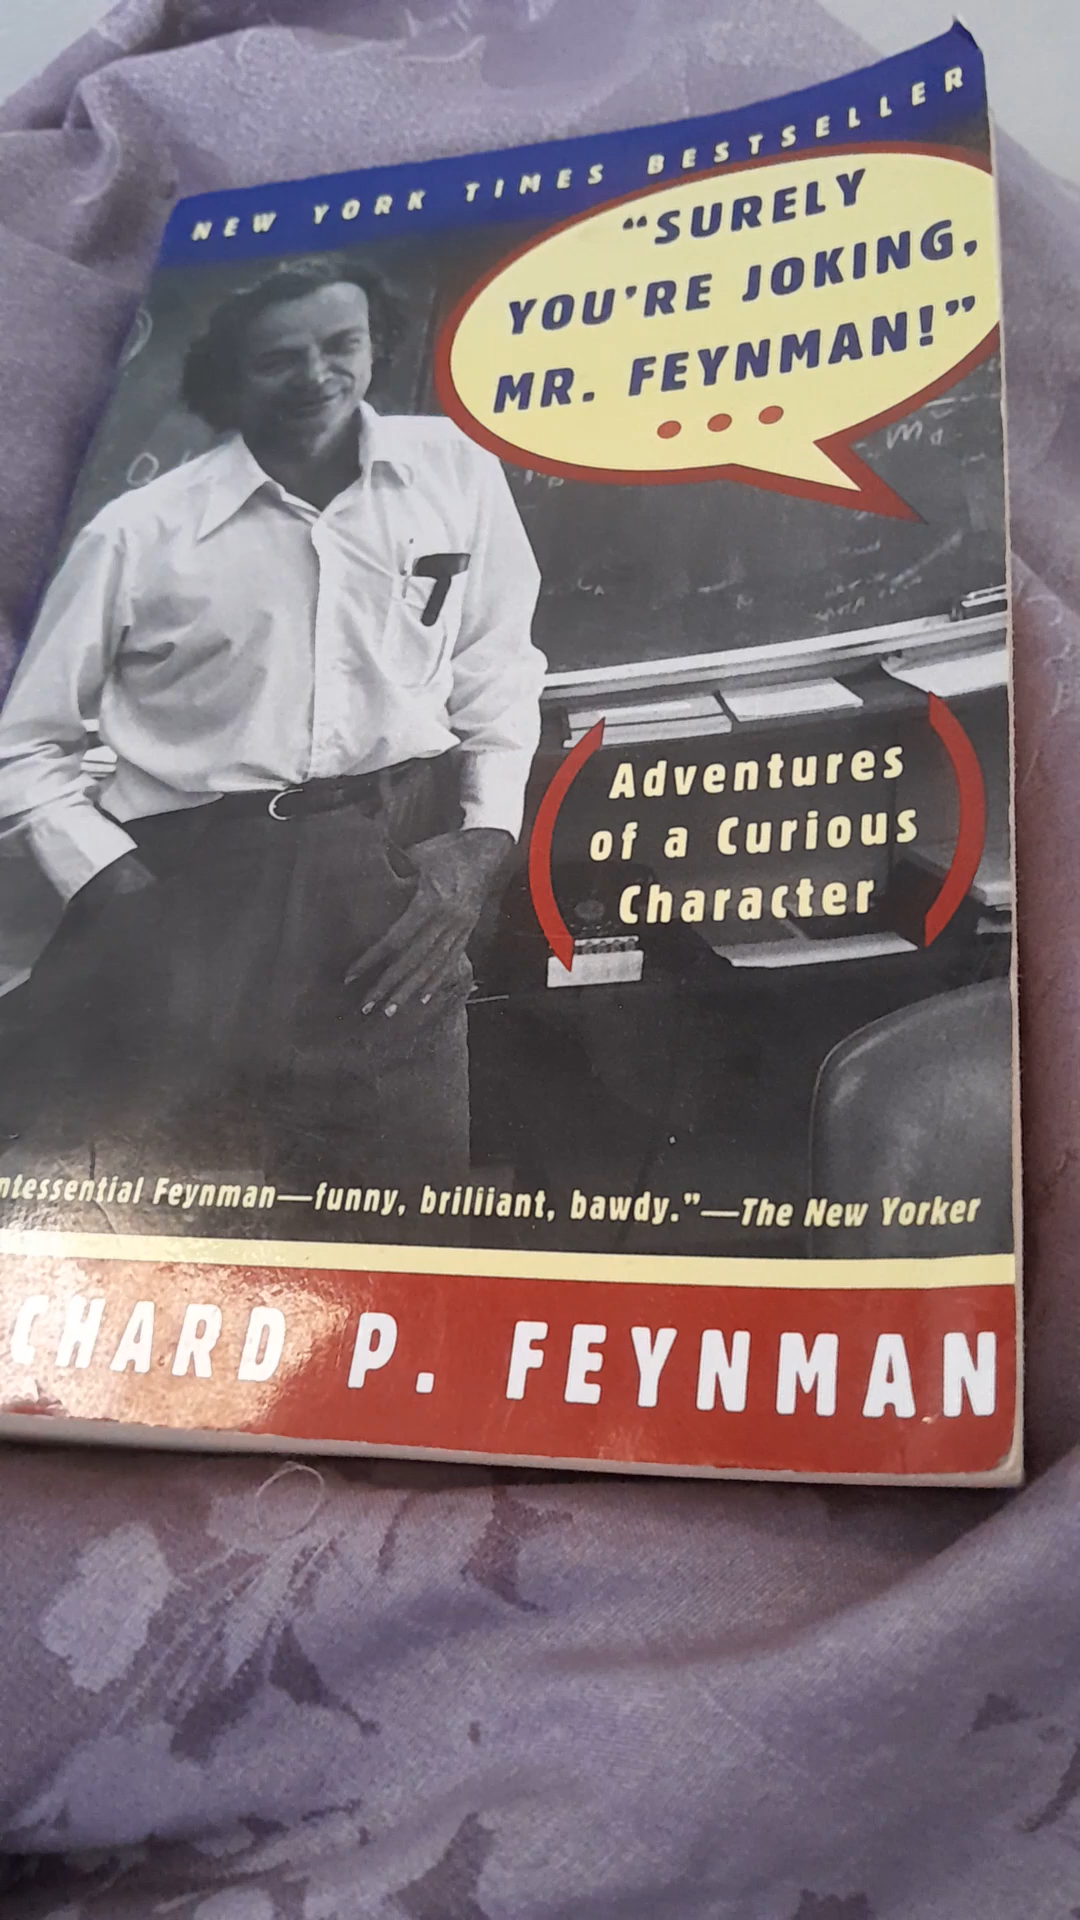 NEW YORK TIMES BESTSELLER
“SURELY
YOU’RE JOKING,
MR. FEYNMAN!”
Adventures
of a Curious
Character
ntessential Feynman—funny, brilliant, bawdy.”—The New Yorker
CHARD P. FEYNMAN